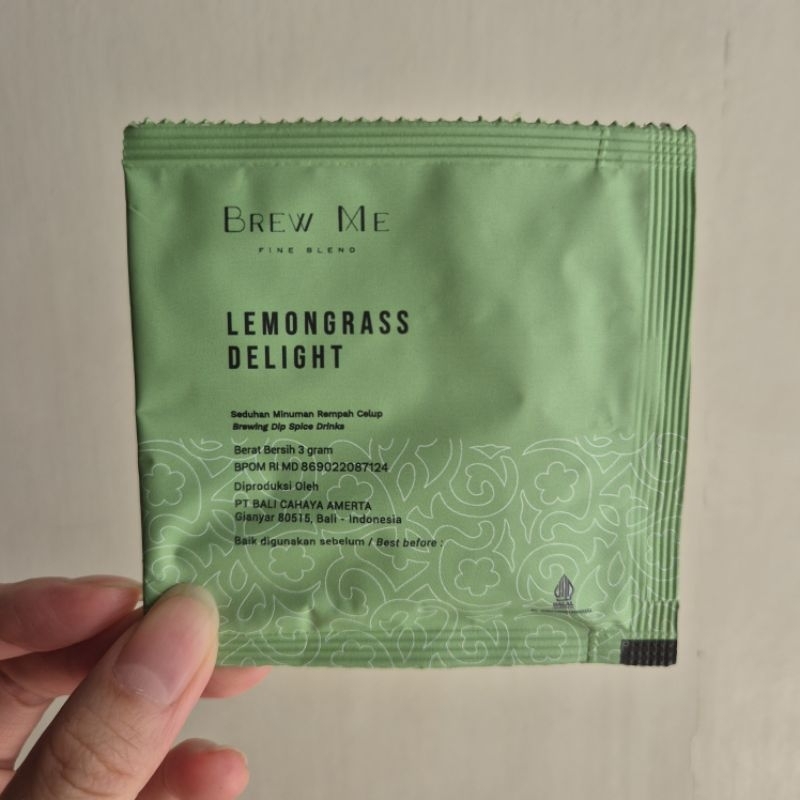 BREW ME
FINE BLEND
LEMONGRASS
DELIGHT
Seduhan Minuman Rempah Celup
Brewing Dip Spice Drinks
Berat Bersih 3 gram
BPOM RI MD 869022087124
Diproduksi Oleh
PT BALI CAHAYA AMERTA
Gianyar 80515, Bali - Indonesia
Baik digunakan sebelum / Best before :
HALAL